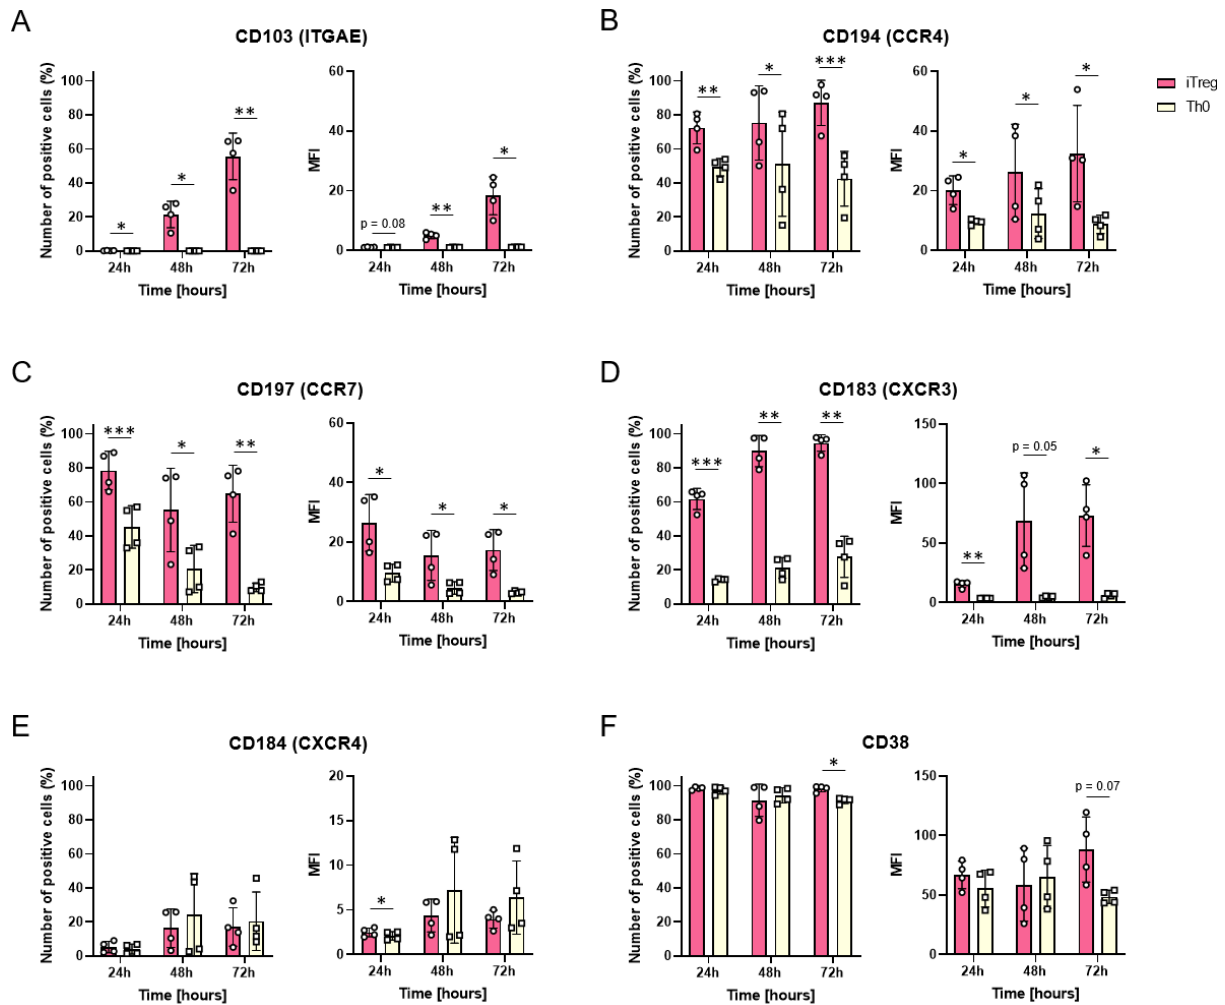 A
CD103 (ITGAE)
Number of positive cells (%)
100
80
60
40
20
0
*
*
**
24h 48h 72h
Time [hours]
MFI
60
40
20
0
p = 0.08
**
*
24h 48h 72h
Time [hours]
B
CD194 (CCR4)
Number of positive cells (%)
100
80
60
40
20
0
**
*
***
24h 48h 72h
Time [hours]
MFI
60
40
20
0
*
*
*
24h 48h 72h
Time [hours]
iTreg
Th0
C
CD197 (CCR7)
Number of positive cells (%)
100
80
60
40
20
0
***
*
**
24h 48h 72h
Time [hours]
MFI
60
40
20
0
*
*
*
24h 48h 72h
Time [hours]
D
CD183 (CXCR3)
Number of positive cells (%)
100
80
60
40
20
0
***
**
**
24h 48h 72h
Time [hours]
MFI
150
100
50
0
**
p = 0.05
*
24h 48h 72h
Time [hours]
E
CD184 (CXCR4)
Number of positive cells (%)
100
80
60
40
20
0
24h 48h 72h
Time [hours]
MFI
20
15
10
5
0
*
24h 48h 72h
Time [hours]
F
CD38
Number of positive cells (%)
100
80
60
40
20
0
*
24h 48h 72h
Time [hours]
MFI
150
100
50
0
p = 0.07
24h 48h 72h
Time [hours]